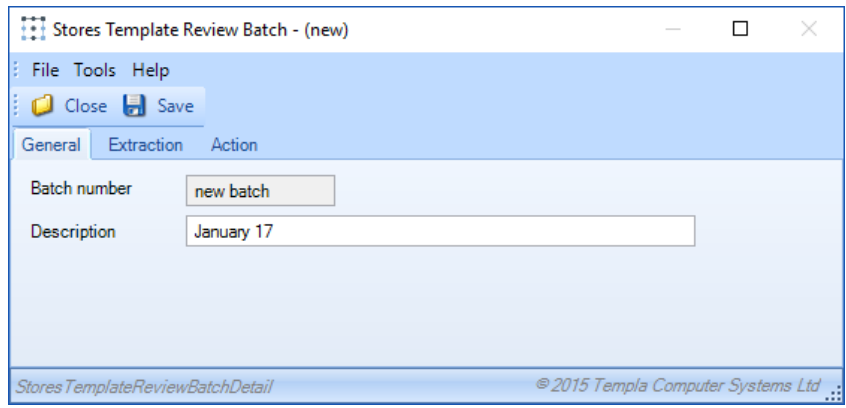 Stores Template Review Batch - (new)
File Tools Help
Close Save
General Extraction Action
Batch number new batch
Description January 17
StoresTemplateReviewBatchDetail © 2015 Templa Computer Systems Ltd